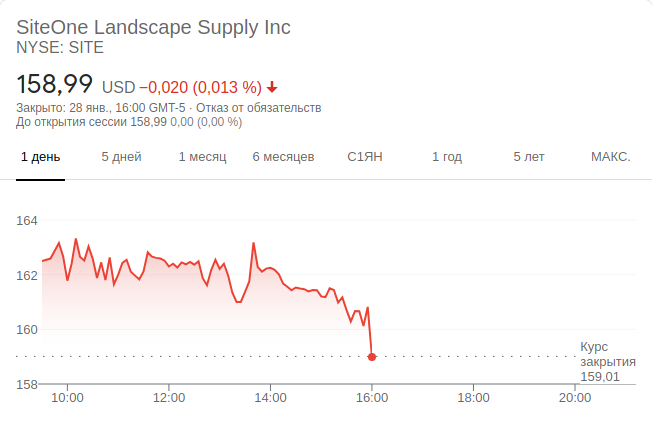 SiteOne Landscape Supply Inc
NYSE: SITE
158,99 USD −0,020 (0,013 %)
Закрыто: 28 янв., 16:00 GMT-5 · Отказ от обязательств
До открытия сессии 158,99 0,00 (0,00 %)
1 день 5 дней 1 месяц 6 месяцев С1ЯН 1 год 5 лет МАКС.
164
162
160
Курс
закрытия
159,01
158
10:00 12:00 14:00 16:00 18:00 20:00